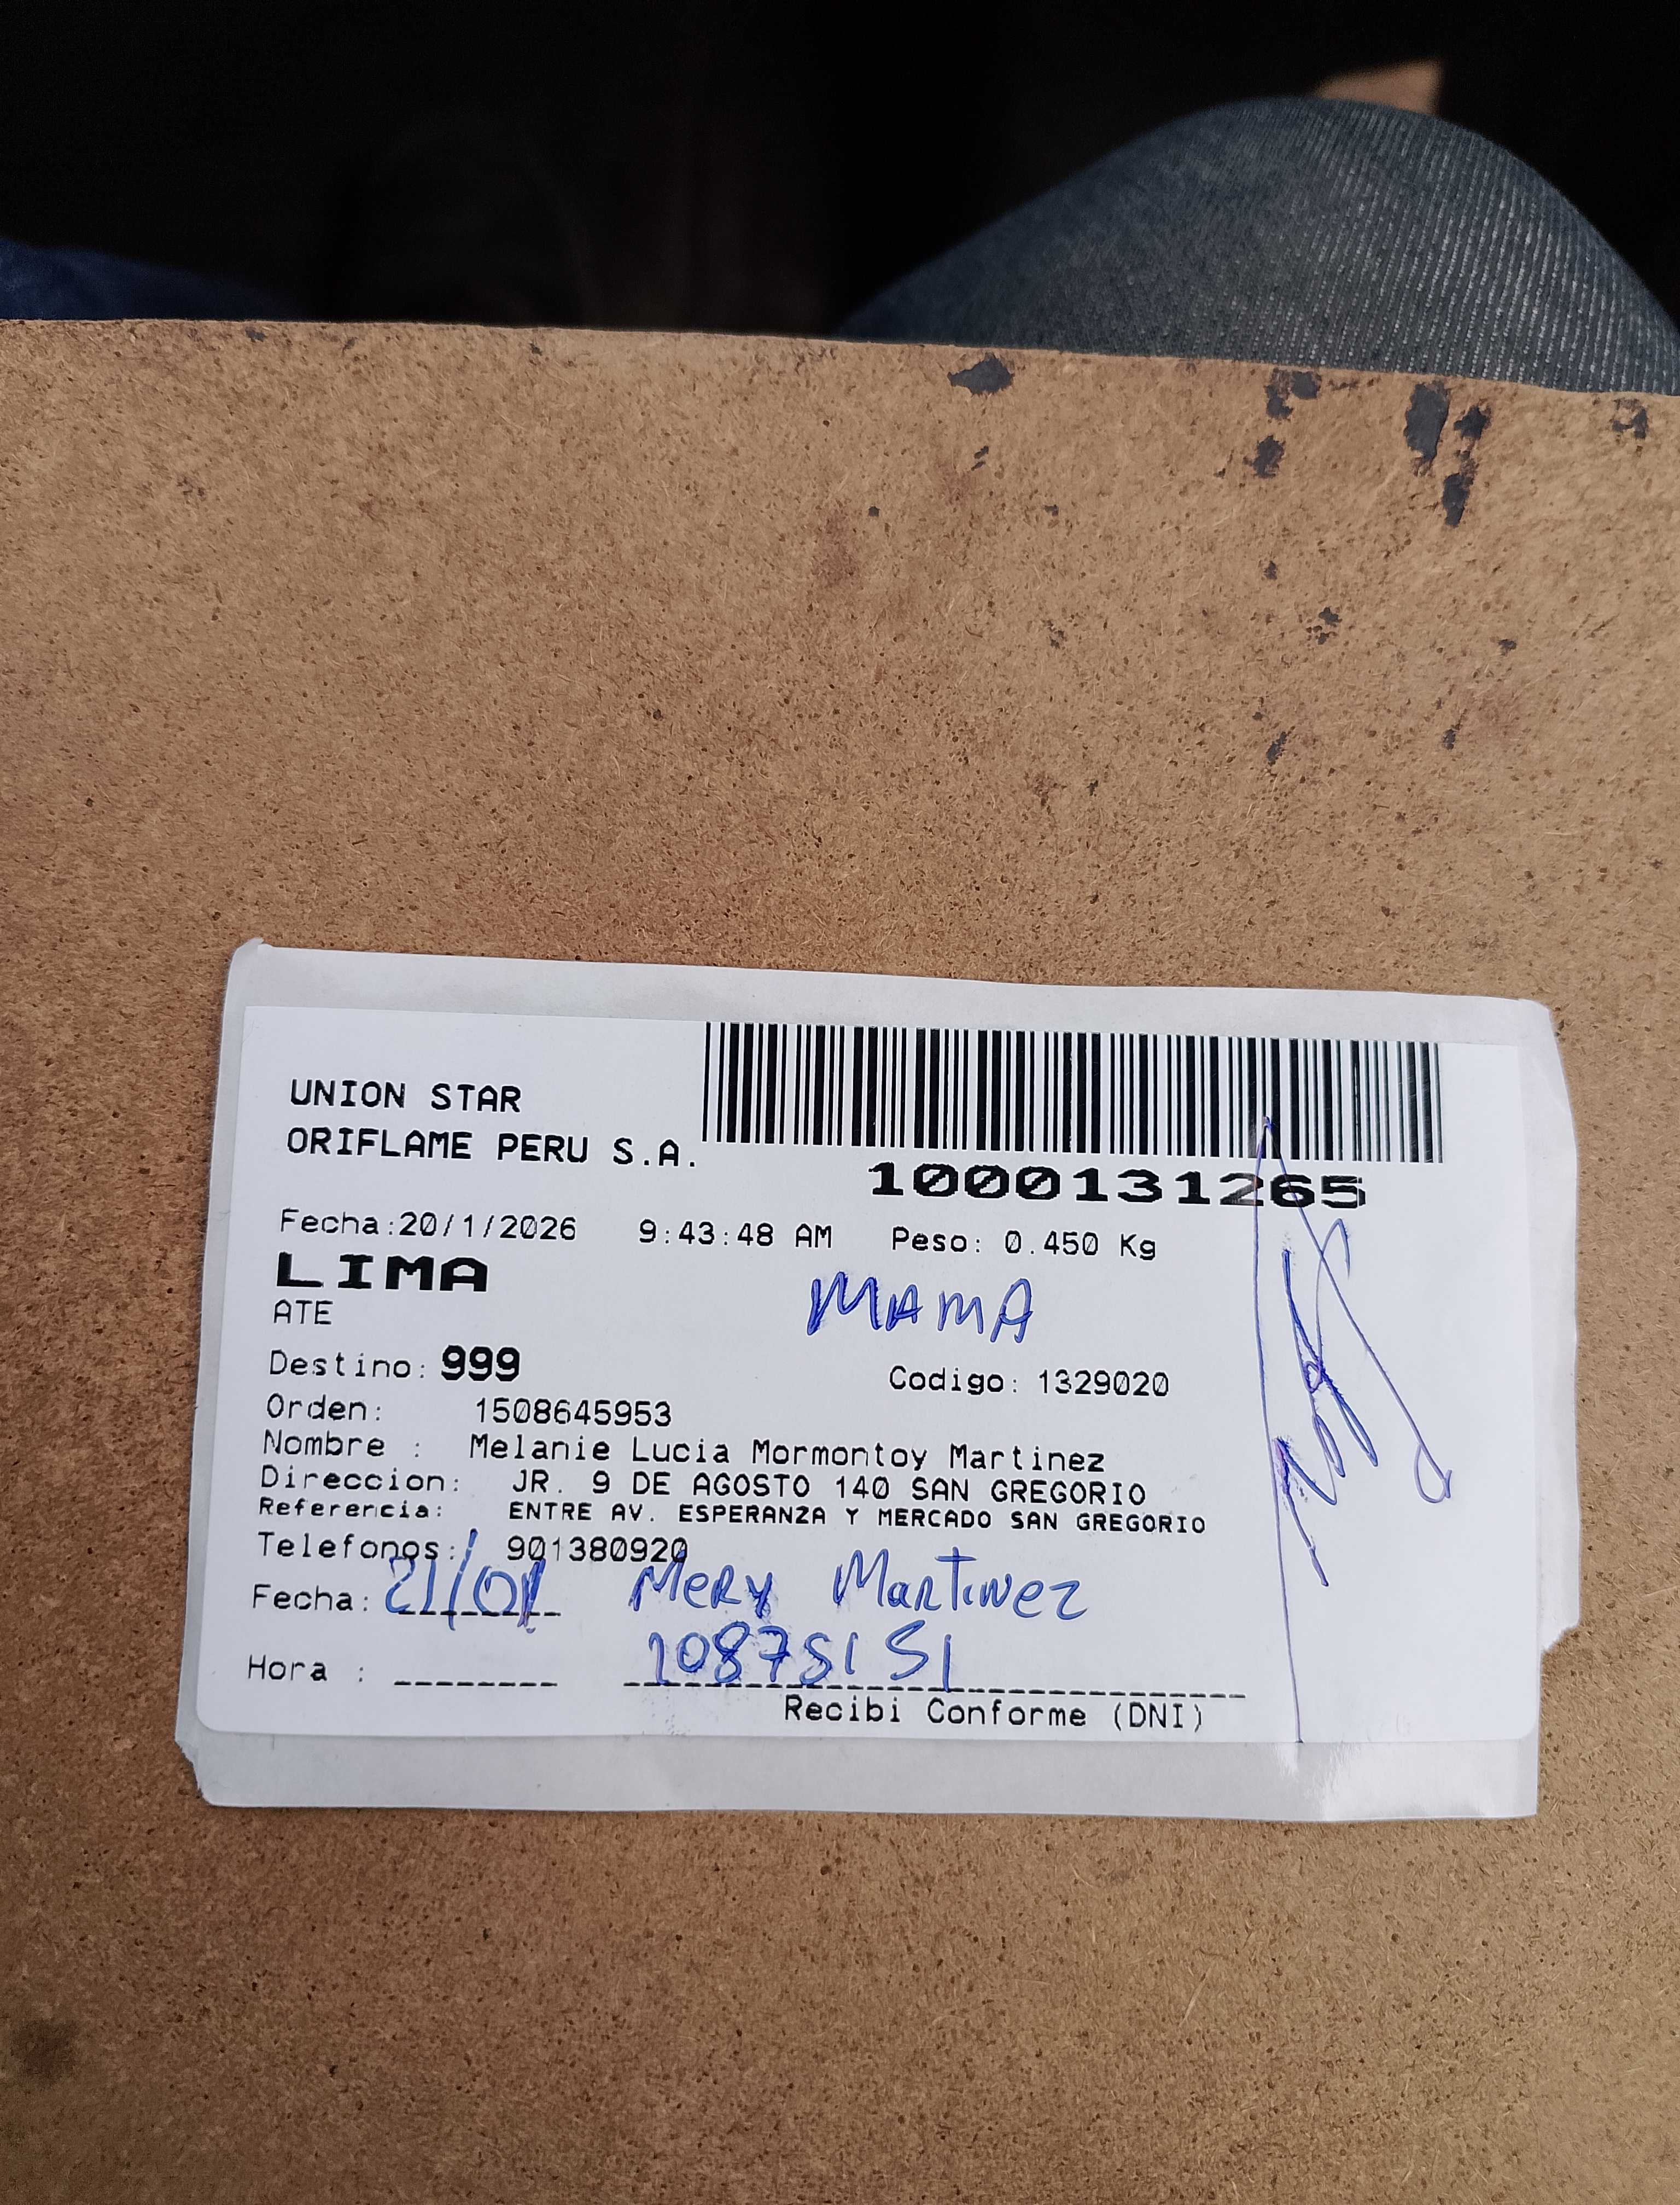 UNION STAR
ORIFLAME PERU S.A.
1000131265
Fecha:20/1/2026 9:43:48 AM Peso: 0.450 Kg
LIMA
MAMA
ATE
Destino: 999 Codigo: 1329020
Orden: 1508645953
Nombre : Melanie Lucia Mormontoy Martinez
Direccion: JR. 9 DE AGOSTO 140 SAN GREGORIO
Referencia: ENTRE AV. ESPERANZA Y MERCADO SAN GREGORIO
Telefonos: 901380920
Fecha: 21/01 Mery Martinez
Hora :
Recibi Conforme (DNI)